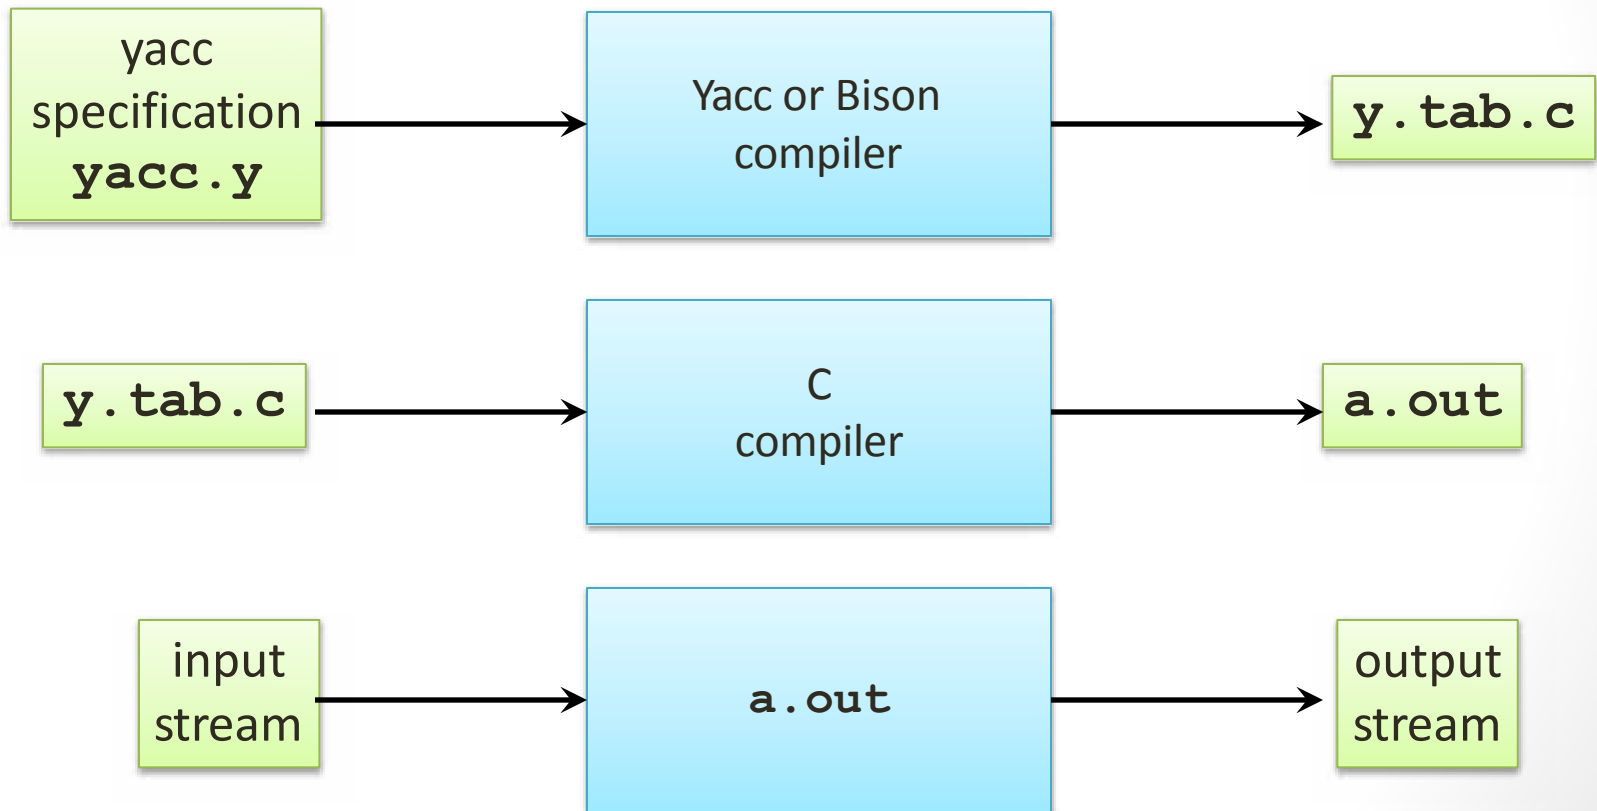 yacc
specification
yacc.y
Yacc or Bison
compiler
y.tab.c
y.tab.c
C
compiler
a.out
input
stream
a.out
output
stream